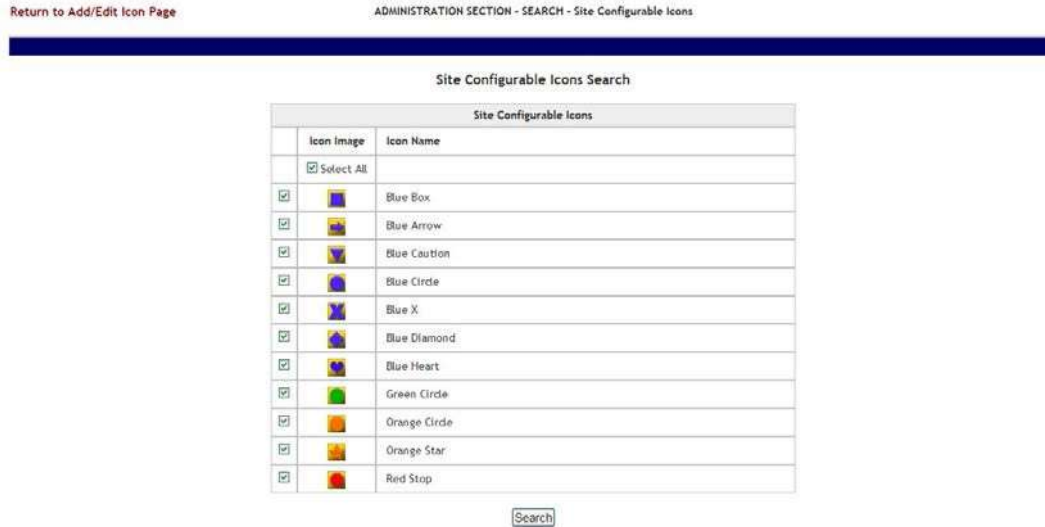 Return to Add/Edit Icon Page
ADMINISTRATION SECTION - SEARCH - Site Configurable Icons
Site Configurable Icons Search
Site Configurable Icons
Icon Image Icon Name
Select All
Blue Box
Blue Arrow
Blue Caution
Blue Circle
Blue X
Blue Diamond
Blue Heart
Green Circle
Orange Circle
Orange Star
Red Stop
Search